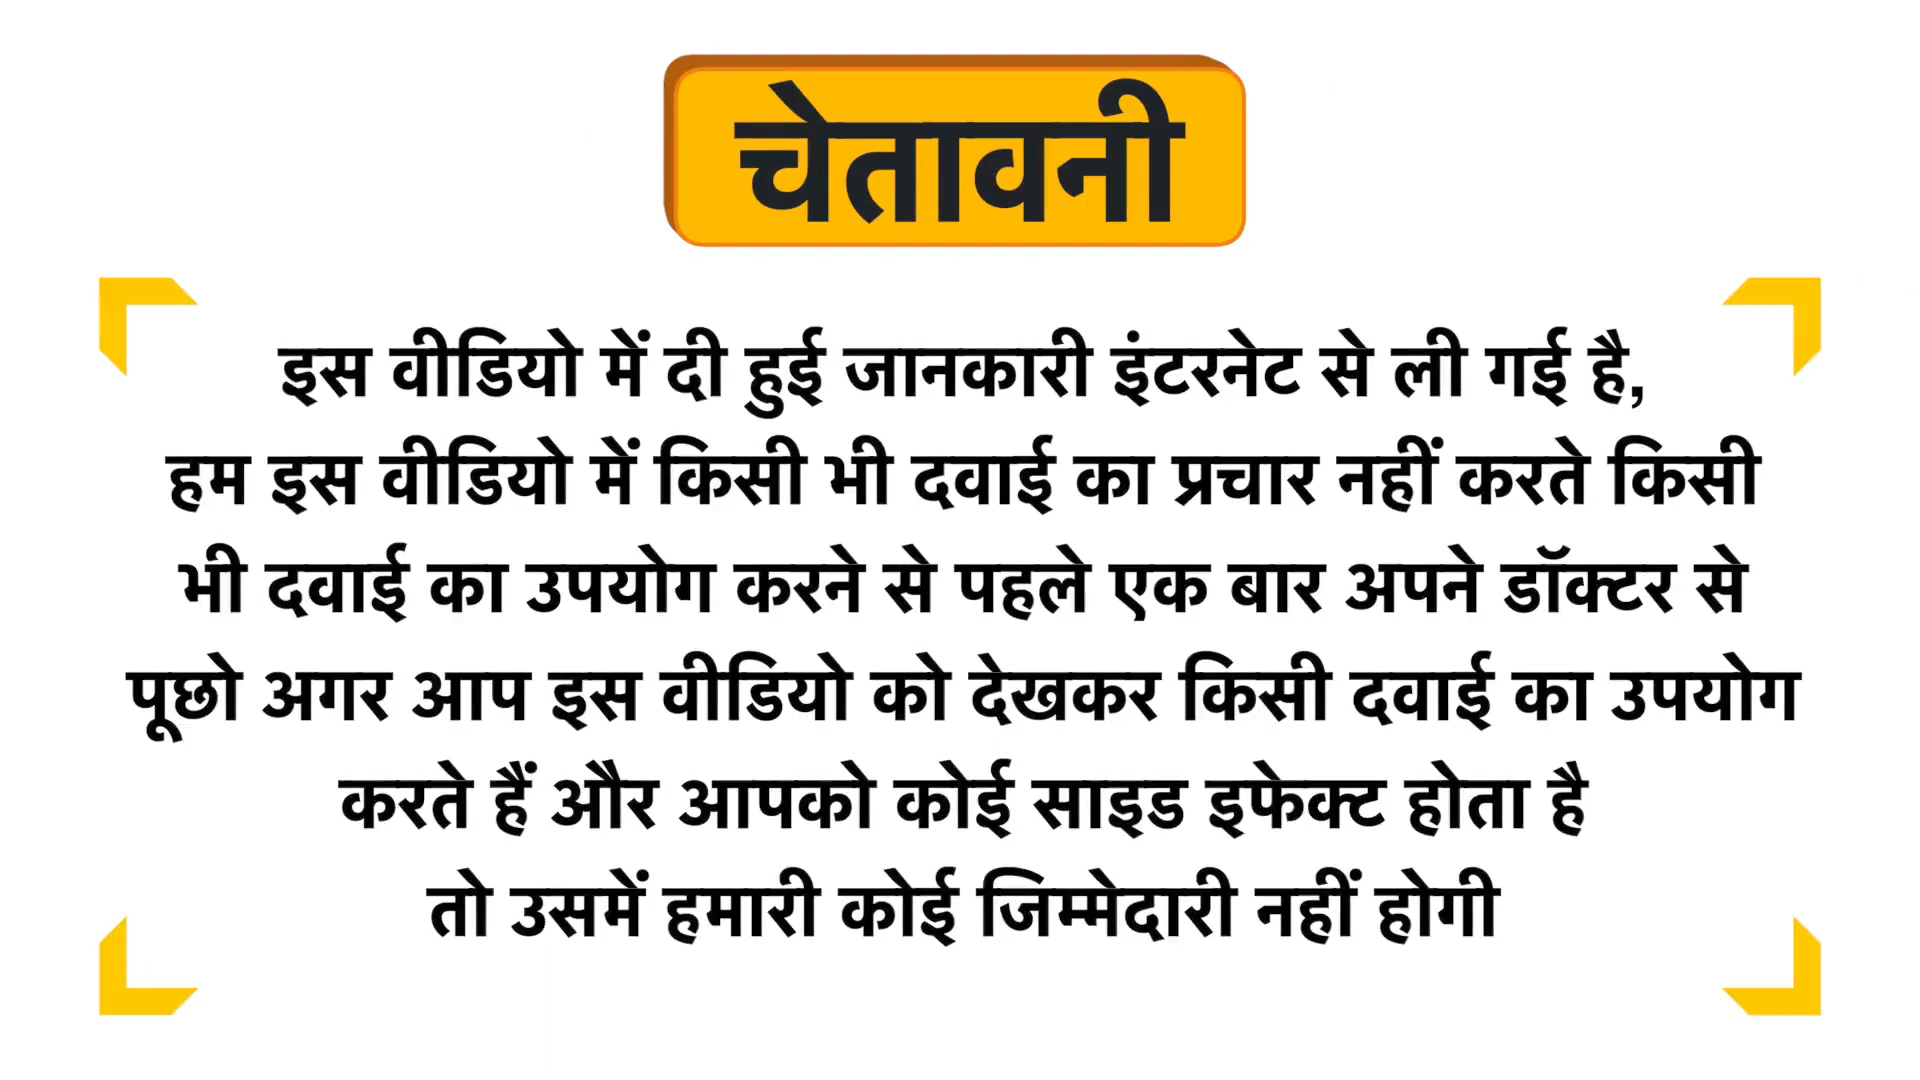 चेतावनी
इस वीडियो में दी हुई जानकारी इंटरनेट से ली गई है,
हम इस वीडियो में किसी भी दवाई का प्रचार नहीं करते किसी
भी दवाई का उपयोग करने से पहले एक बार अपने डॉक्टर से
पूछो अगर आप इस वीडियो को देखकर किसी दवाई का उपयोग
करते हैं और आपको कोई साइड इफेक्ट होता है
तो उसमें हमारी कोई जिम्मेदारी नहीं होगी